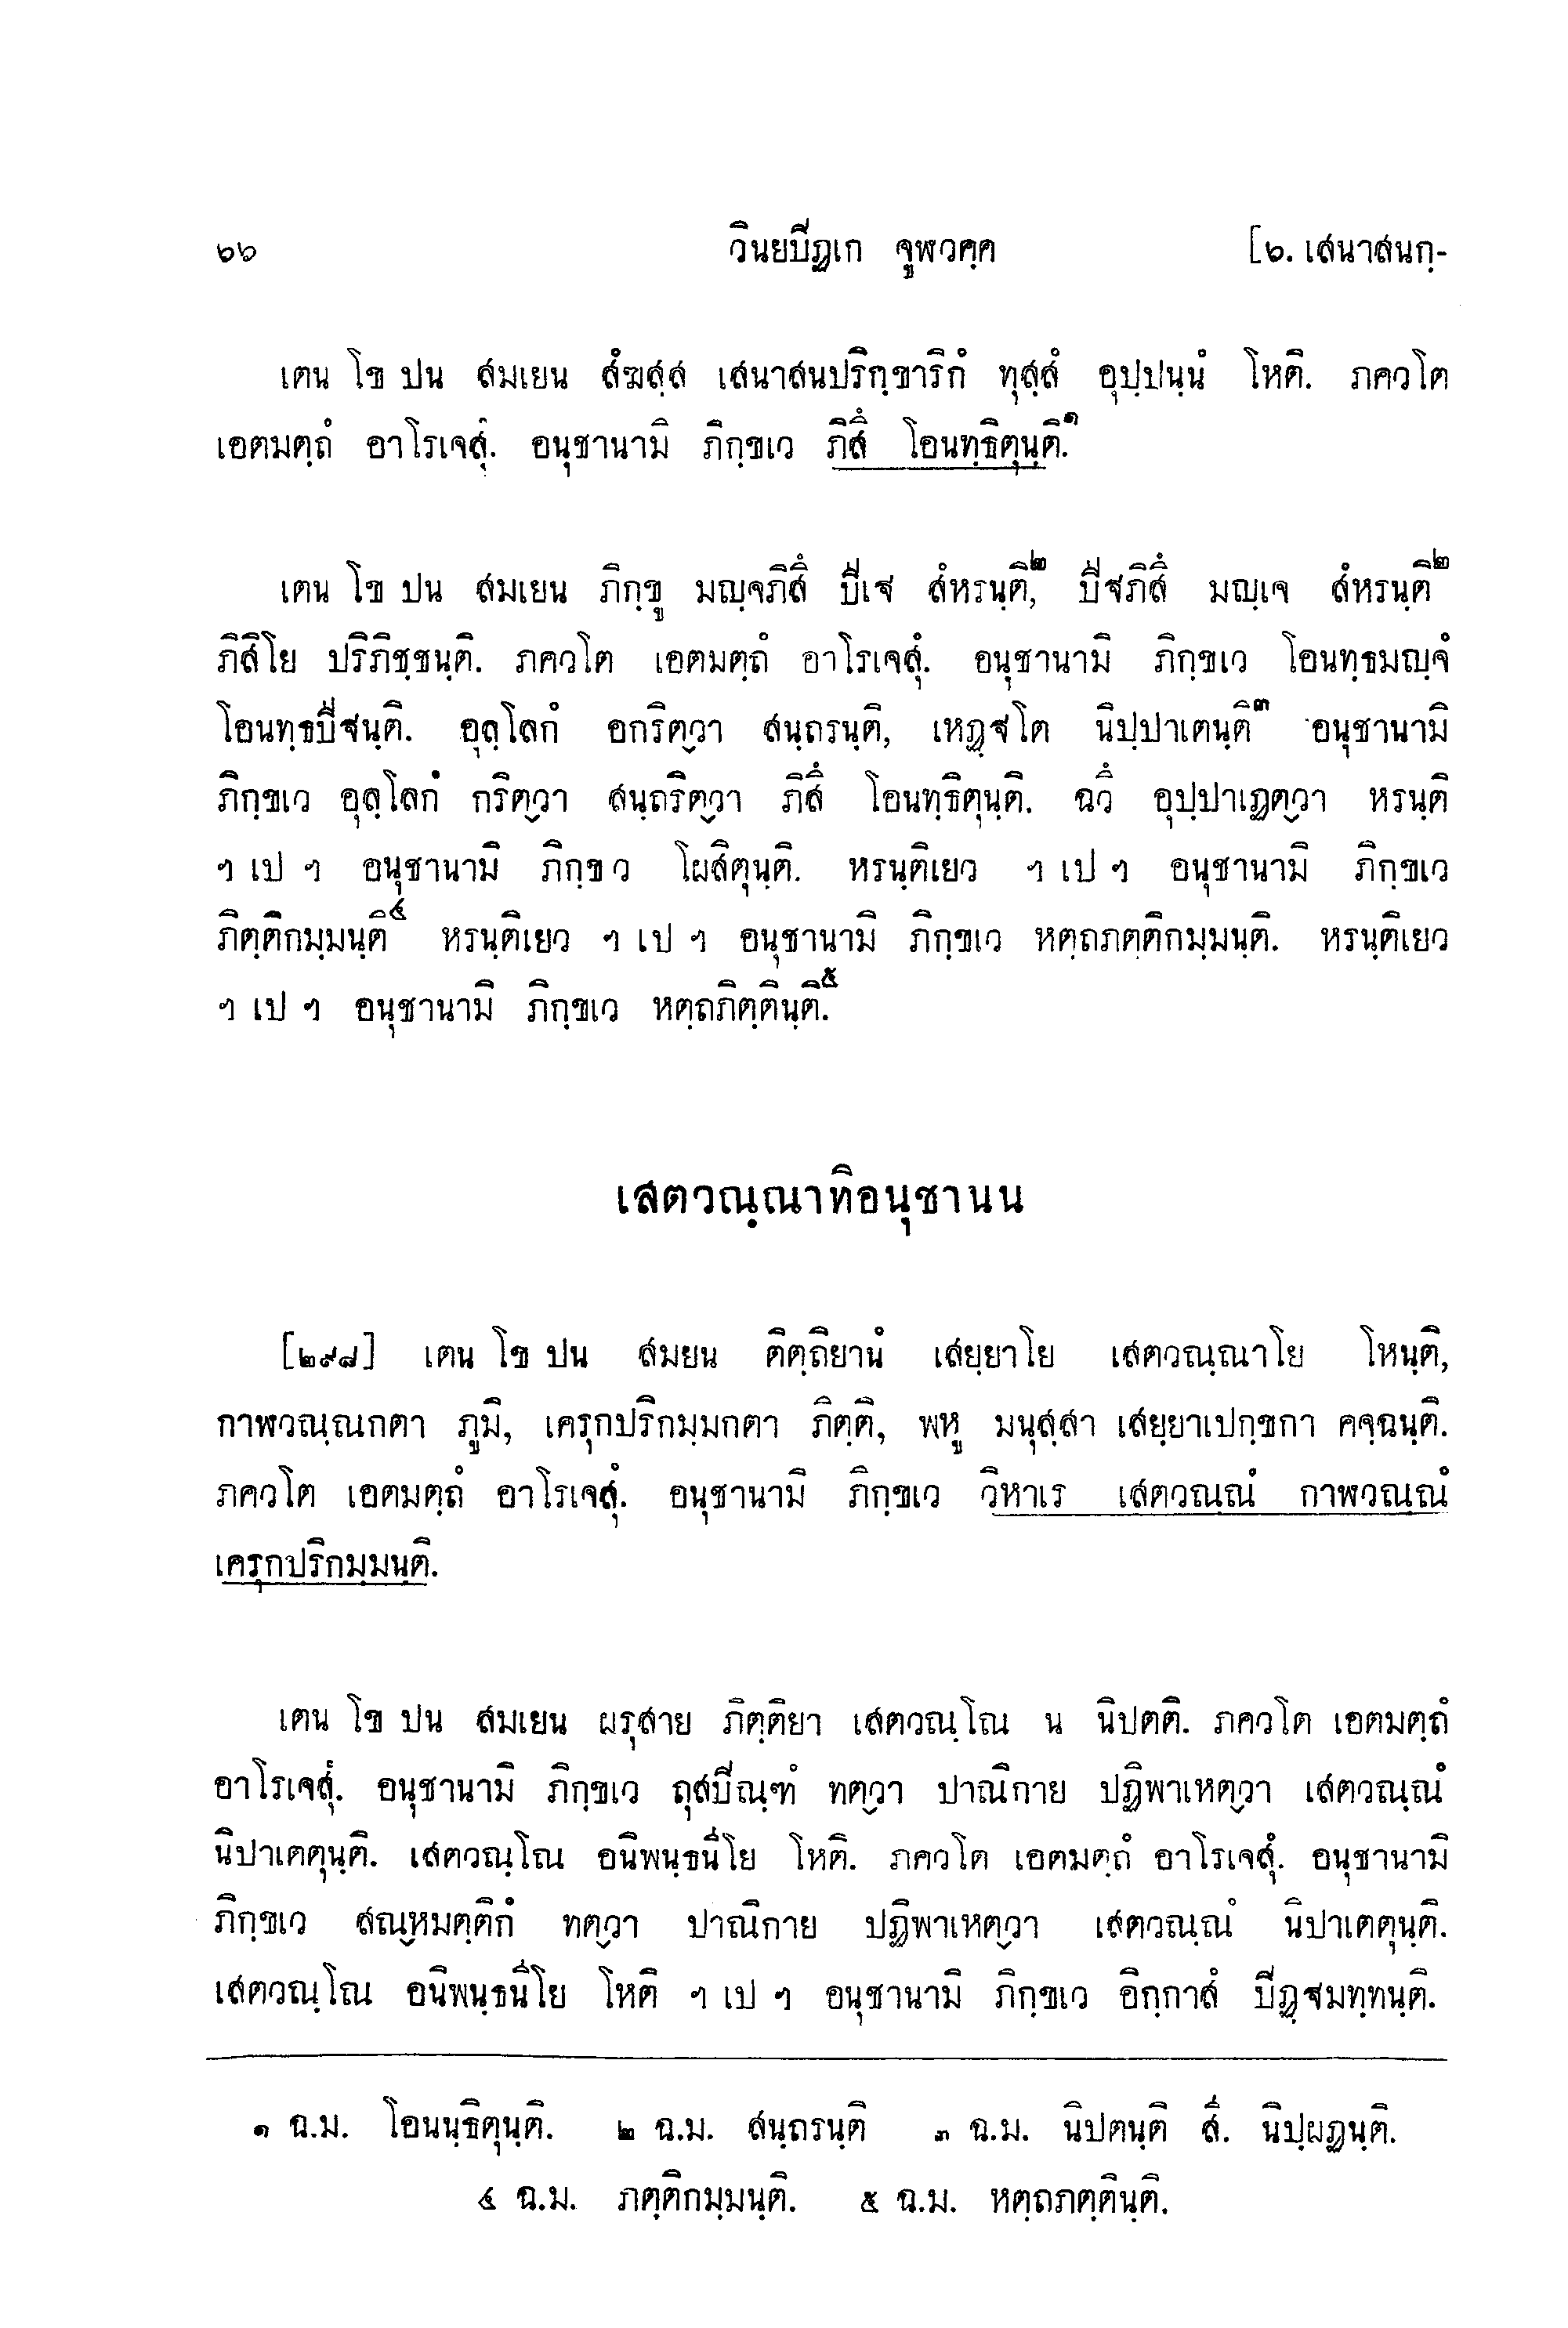 ๖๖ วินยปิฏเก จูฬวคฺค [๖. เสนาสนกฺ-
เตน โข ปน สมเยน สํฆสฺส เสนาสนปริกฺขาริกํ ทุสฺสํ อุปฺปนฺนํ โหติ. ภควโต
เอตมตฺถํ อาโรเจสุํ. อนุชานามิ ภิกฺขเว ภิสึ โอนทฺธิตุนฺติ.๑
เตน โข ปน สมเยน ภิกฺขู มญฺจภิสึ ปีเฐ สํหรนฺติ๒, ปีฐภิสึ มญฺเจ สํหรนฺติ๒
ภิสิโย ปริภิชฺชนฺติ. ภควโต เอตมตฺถํ อาโรเจสุํ. อนุชานามิ ภิกฺขเว โอนทฺธมญฺจํ
โอนทฺธปีฐนฺติ. อุลฺโลกํ อกริตฺวา สนฺถรนฺติ, เหฏฺฐโต นิปฺปาเตนฺติ๓ อนุชานามิ
ภิกฺขเว อุลฺโลกํ กริตฺวา สนฺถริตฺวา ภิสึ โอนทฺธิตุนฺติ. ฉวึ อุปฺปาเฏตฺวา หรนฺติ
ฯ เป ฯ อนุชานามิ ภิกฺข ว โผสิตุนฺติ. หรนฺติเยว ฯ เป ฯ อนุชานามิ ภิกฺขเว
ภิตฺติกมฺมนฺติ๔ หรนฺติเยว ฯ เป ฯ อนุชานามิ ภิกฺขเว หตฺถภตฺติกมฺมนฺติ. หรนฺติเยว
ฯ เป ฯ อนุชานามิ ภิกฺขเว หตฺถภิตฺตินฺติ.๕
เสตวณฺณาทิอนุชานน
[๒๙๘] เตน โข ปน สมยน ติตฺถิยานํ เสยฺยาโย เสตวณฺณาโย โหนฺติ,
กาฬวณฺณกตา ภูมิ, เครุกปริกมฺมกตา ภิตฺติ, พหู มนุสฺสา เสยฺยาเปกฺขกา คจฺฉนฺติ.
ภควโต เอตมตฺถํ อาโรเจสุํ. อนุชานามิ ภิกฺขเว วิหาเร เสตวณฺณํ กาฬวณฺณํ
เครุกปริกมฺมนฺติ.
เตน โข ปน สมเยน ผรุสาย ภิตฺติยา เสตวณฺโณ น นิปตติ. ภควโต เอตมตฺถํ
อาโรเจสุํ. อนุชานามิ ภิกฺขเว ถุสปิณฺฑํ ทตฺวา ปาณิกาย ปฏิพาเหตฺวา เสตวณฺณํ
นิปาเตตุนฺติ. เสตวณฺโณ อนิพนฺธนิโย โหติ. ภควโต เอตมตฺถํ อาโรเจสุํ. อนุชานามิ
ภิกฺขเว สณฺหมตฺติกํ ทตฺวา ปาณิกาย ปฏิพาเหตฺวา เสตวณฺณํ นิปาเตตุนฺติ.
เสตวณฺโณ อนิพนฺธนีโย โหติ ฯ เป ฯ อนุชานามิ ภิกฺขเว อิกฺกาสํ ปิฏฺฐมทฺทนฺติ.
๑ ฉ.ม. โอนนฺธิตุนฺติ. ๒ ฉ.ม. สนฺถรนฺติ ๓ ฉ.ม. นิปตนฺติ สี. นิปฺผฏนฺติ.
๔ ฉ.ม. ภตฺติกมฺมนฺติ. ๕ ฉ.ม. หตฺถภตฺตินฺติ.